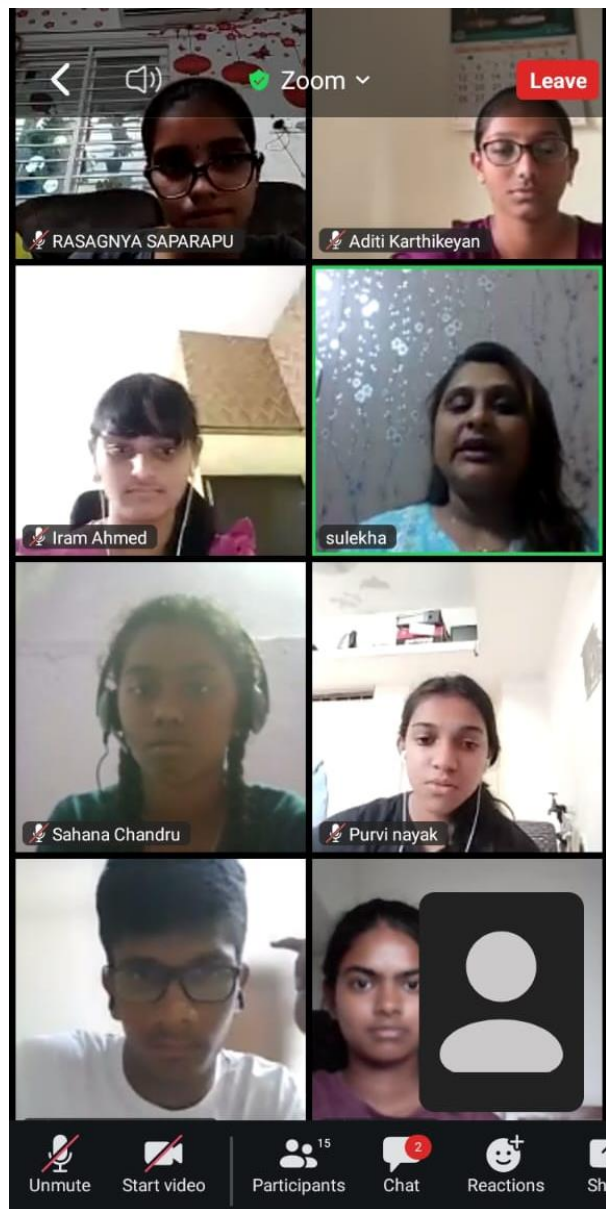 Zoom
Leave
RASAGNYA SAPARAPU
Aditi Karthikeyan
Iram Ahmed
sulekha
Sahana Chandru
Purvi nayak
Unmute
Start video
15
Participants
2
Chat
Reactions
Sh